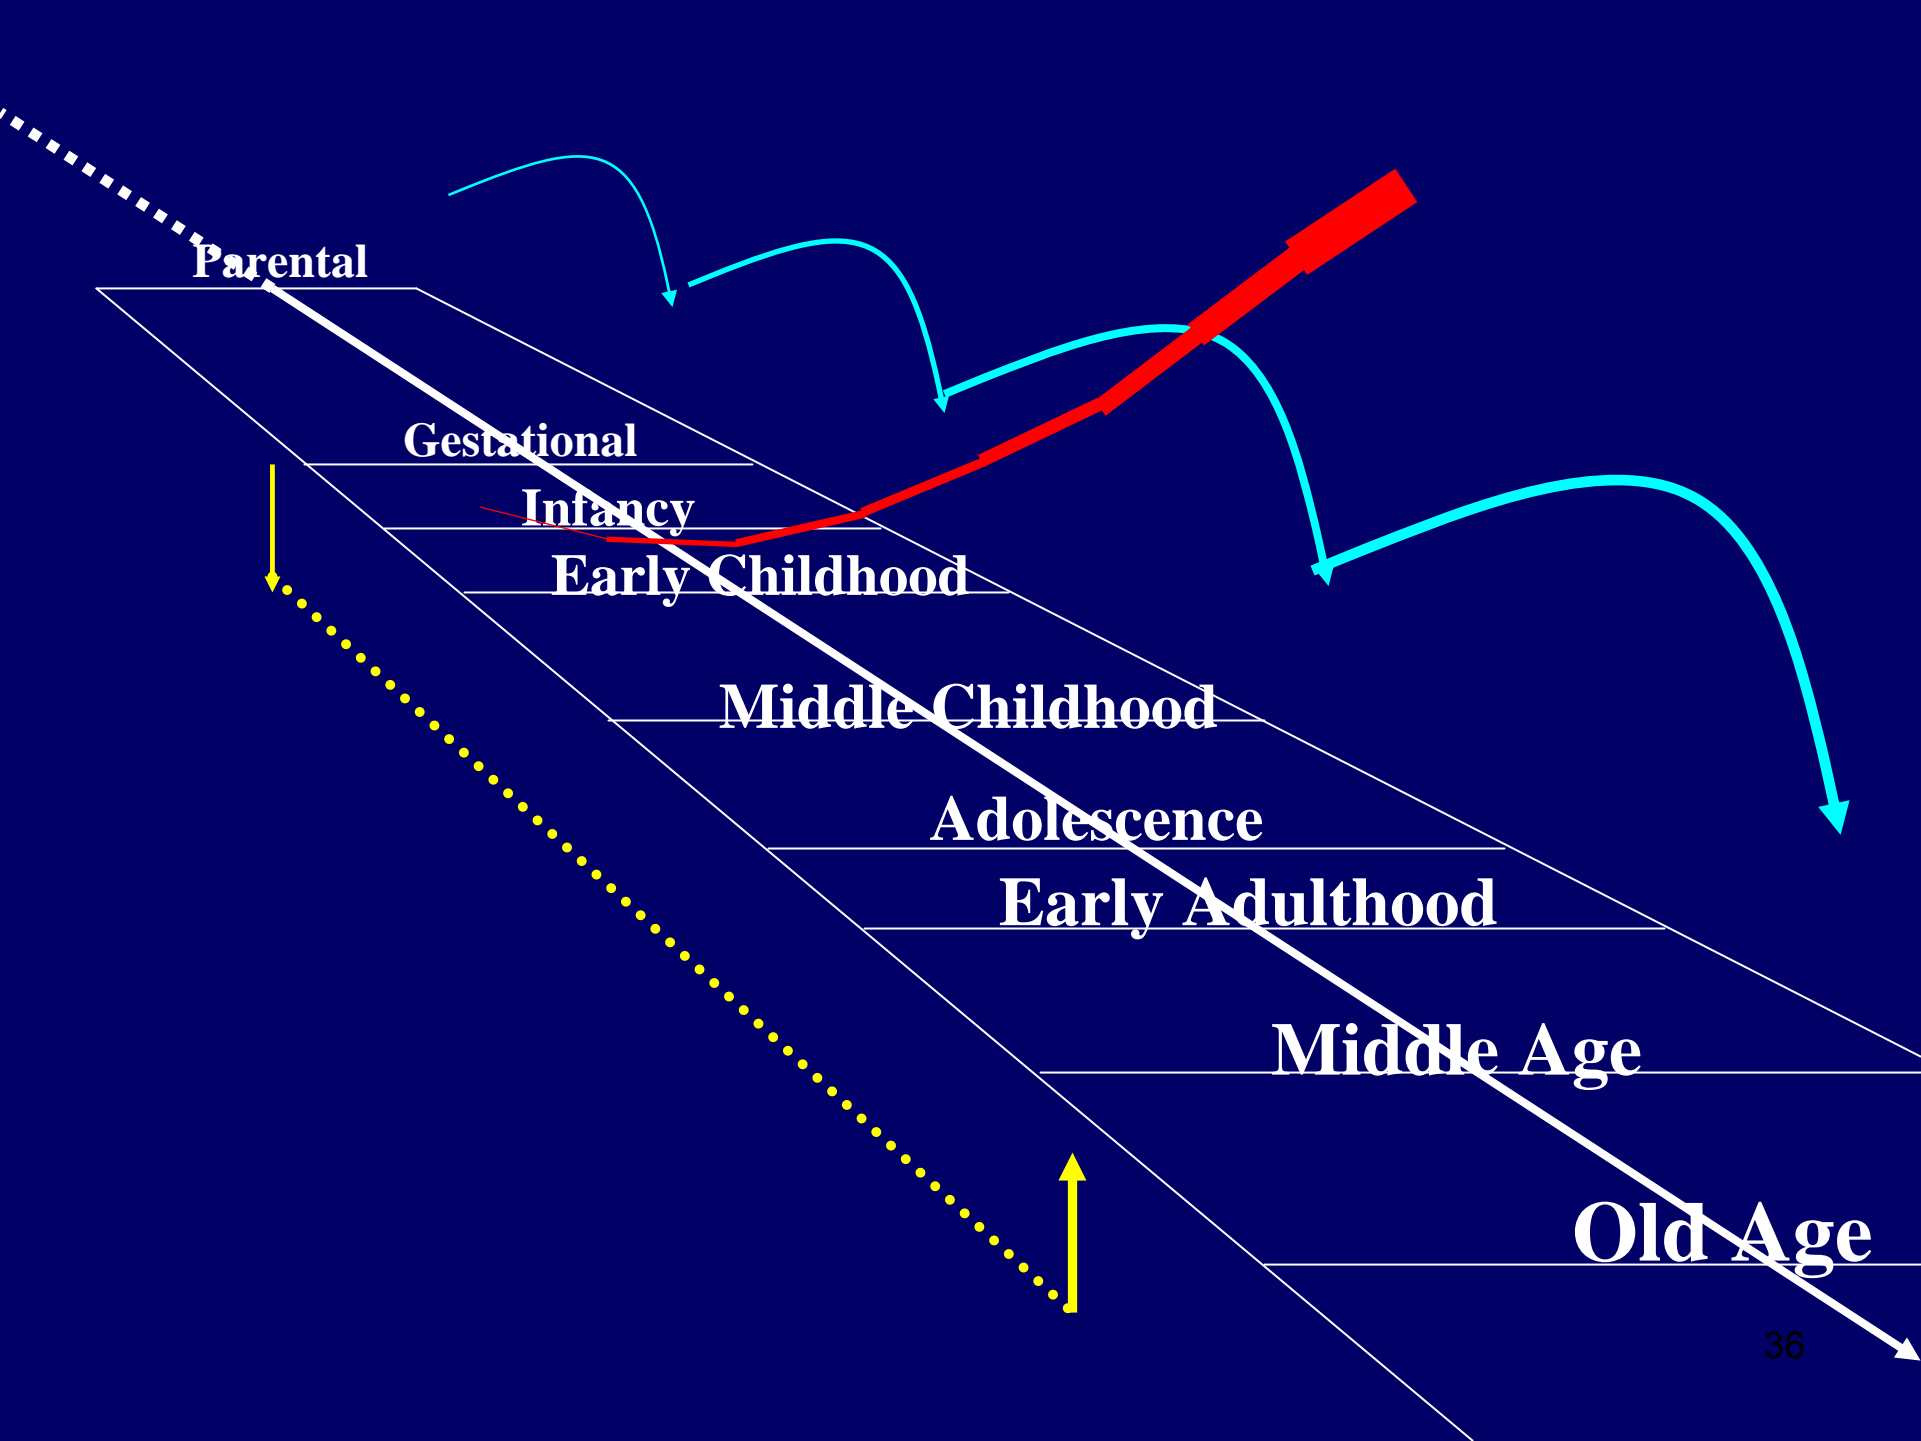 Parental
Gestational
Infancy
Early Childhood
Middle Childhood
Adolescence
Early Adulthood
Middle Age
Old Age
36